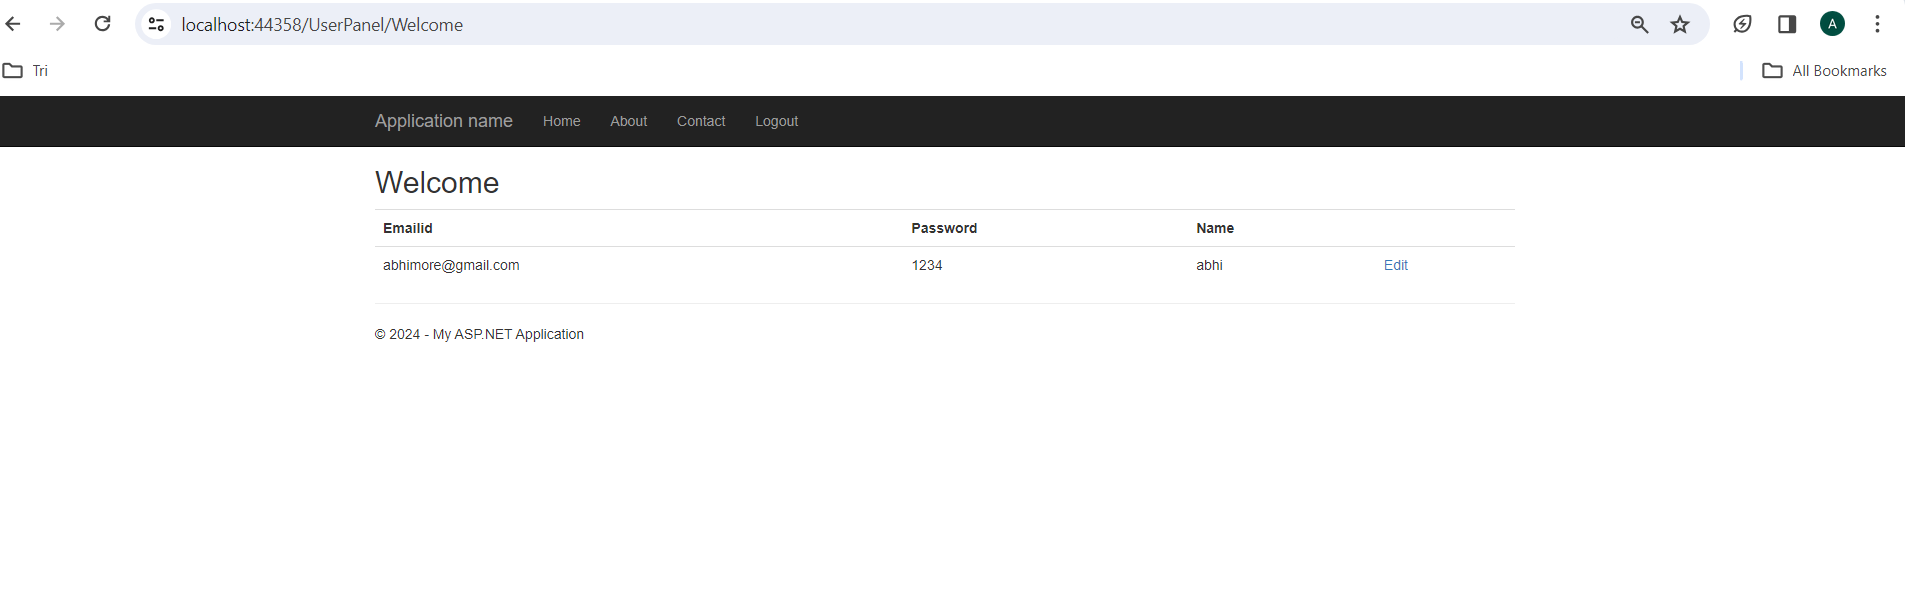 localhost:44358/UserPanel/Welcome
A
Tri
All Bookmarks
Application name Home About Contact Logout
Welcome
Emailid Password Name
abhimore@gmail.com 1234 abhi Edit
© 2024 - My ASP.NET Application